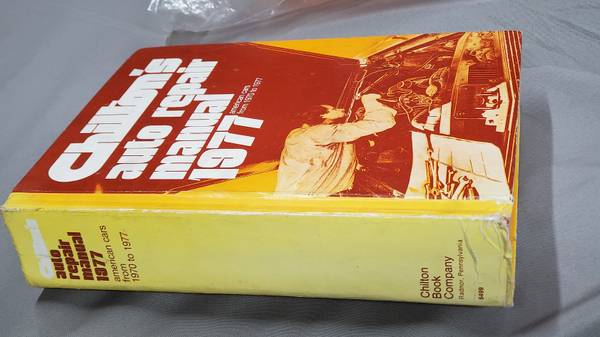 Chilton's
auto repair
manual
1977
american cars
from 1970 to 1977
Chilton's
auto
repair
manual
1977
american cars
from
1970 to 1977
Chilton
Book
Company
Radnor, Pennsylvania
6499